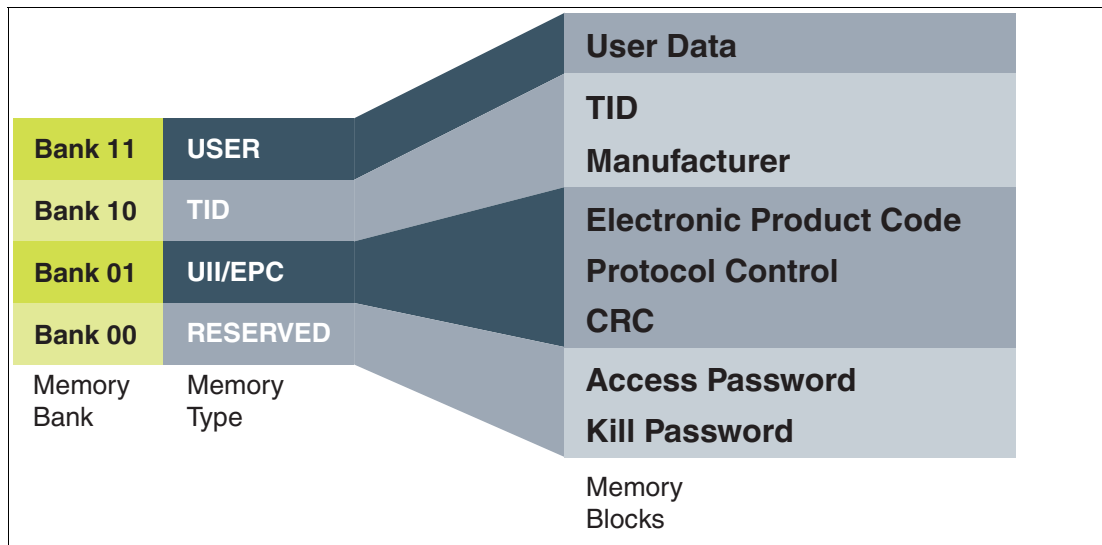 Bank 11 USER
Bank 10 TID
Bank 01 UII/EPC
Bank 00 RESERVED
Memory
Bank
Memory
Type
User Data
TID
Manufacturer
Electronic Product Code
Protocol Control
CRC
Access Password
Kill Password
Memory
Blocks